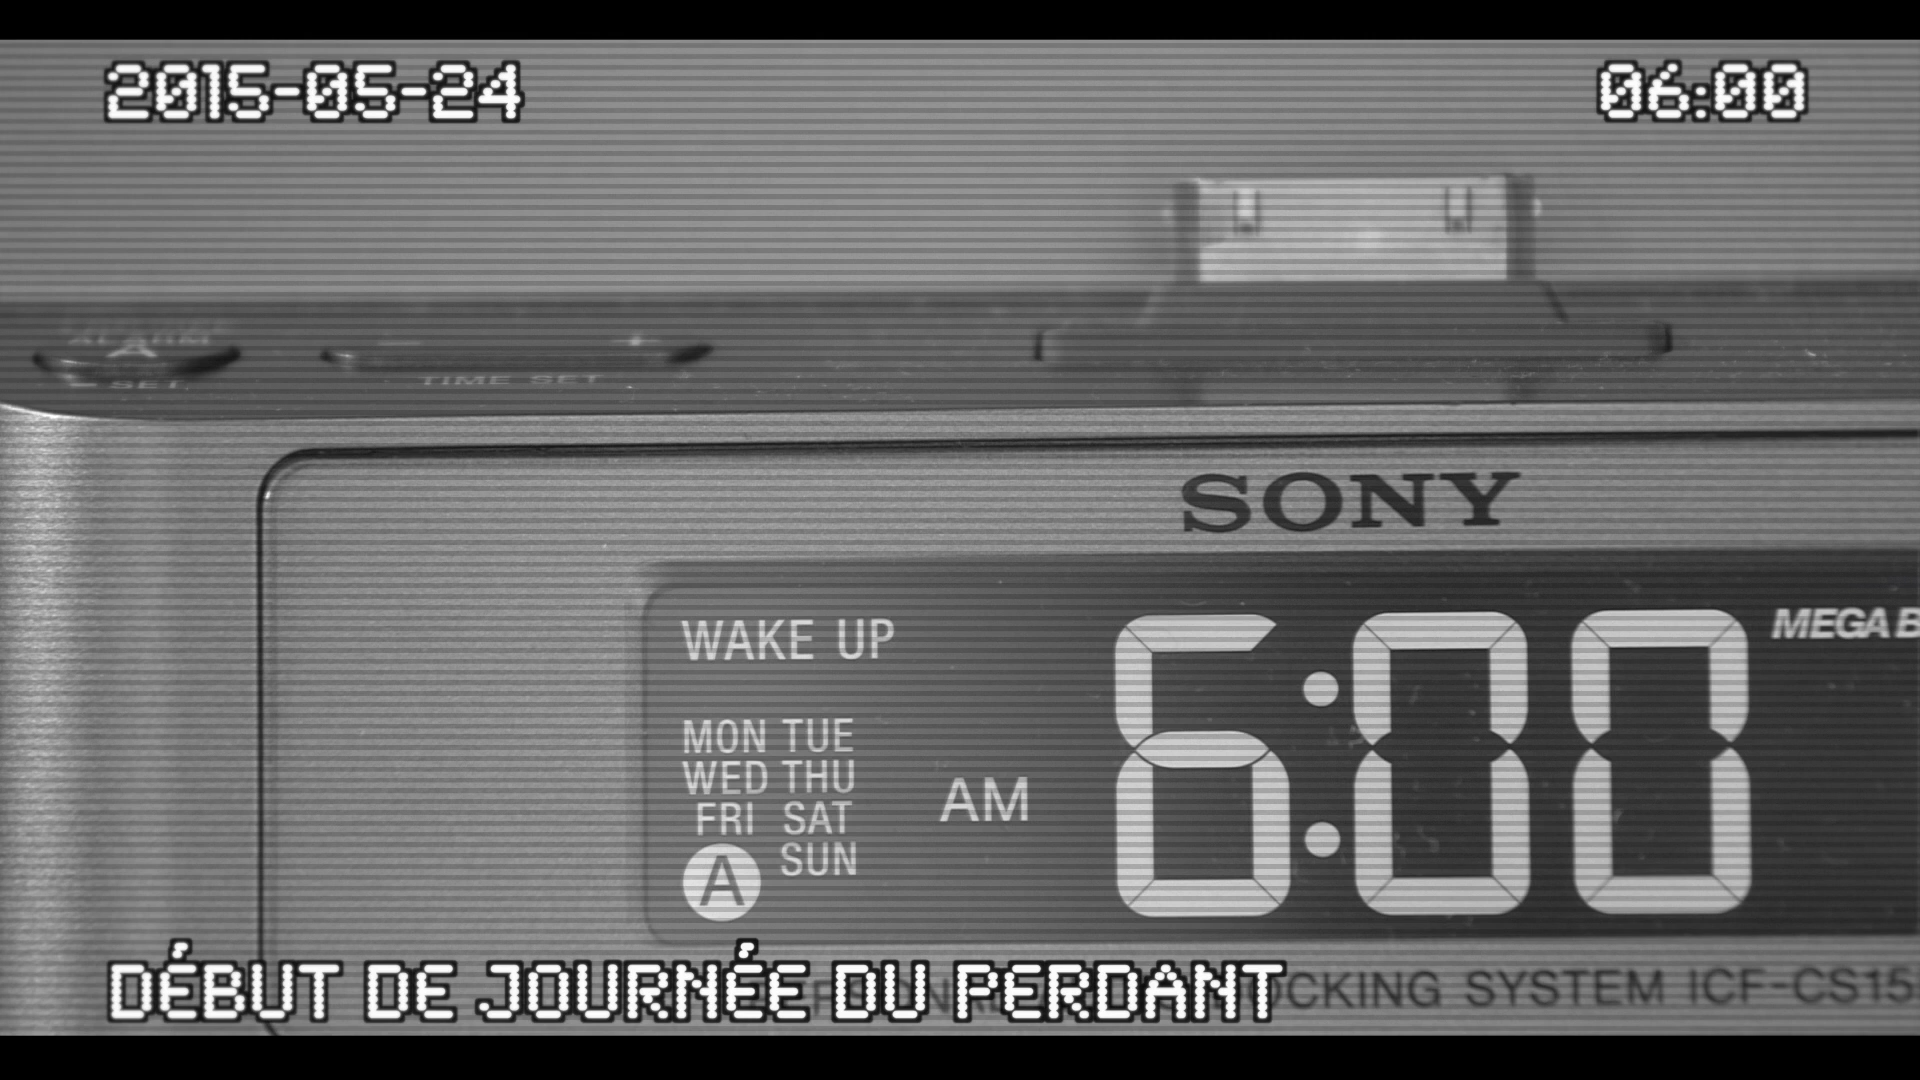 2015-05-24 06:00
ALARM
A
SET
- +
TIME SET
SONY
WAKE UP
MEGA B
MON TUE
WED THU
FRI SAT
SUN
A
AM
6:00
DÉBUT DE JOURNÉE DU PERDANT
OCKING SYSTEM ICF-CS15